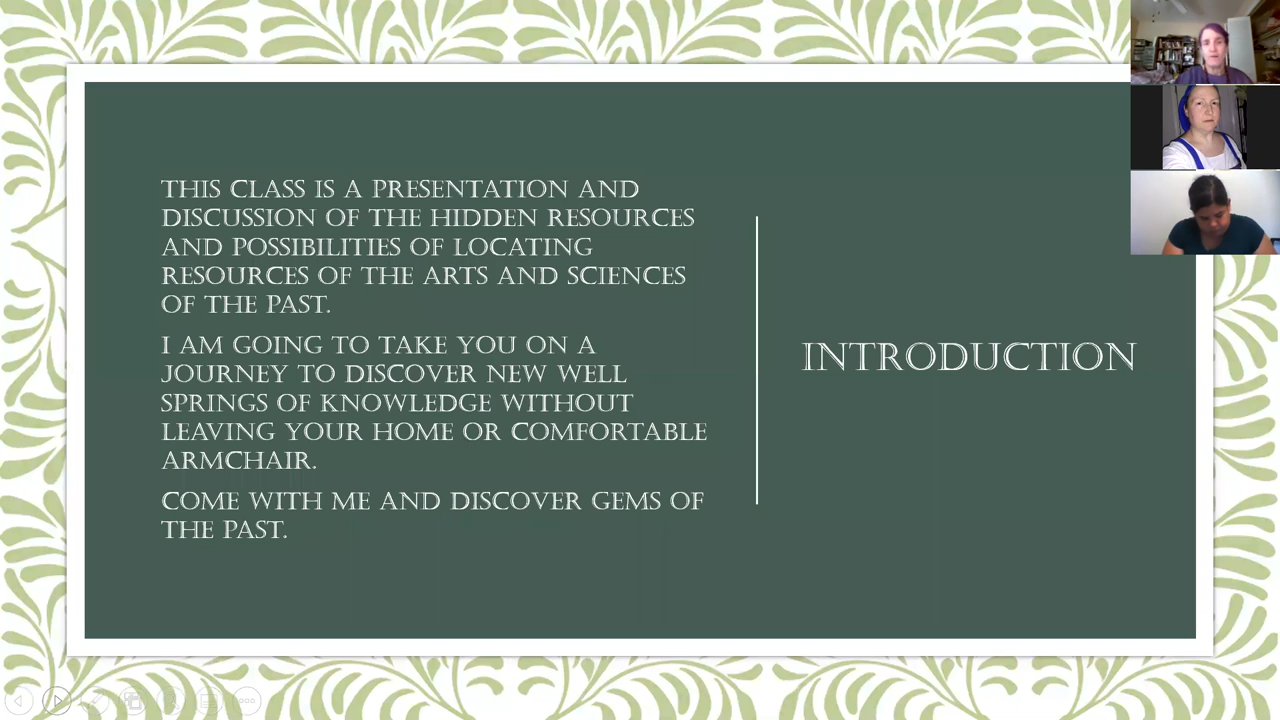 THIS CLASS IS A PRESENTATION AND
DISCUSSION OF THE HIDDEN RESOURCES
AND POSSIBILITIES OF LOCATING
RESOURCES OF THE ARTS AND SCIENCES
OF THE PAST.
I AM GOING TO TAKE YOU ON A
JOURNEY TO DISCOVER NEW WELL
SPRINGS OF KNOWLEDGE WITHOUT
LEAVING YOUR HOME OR COMFORTABLE
ARMCHAIR.
COME WITH ME AND DISCOVER GEMS OF
THE PAST.
INTRODUCTION